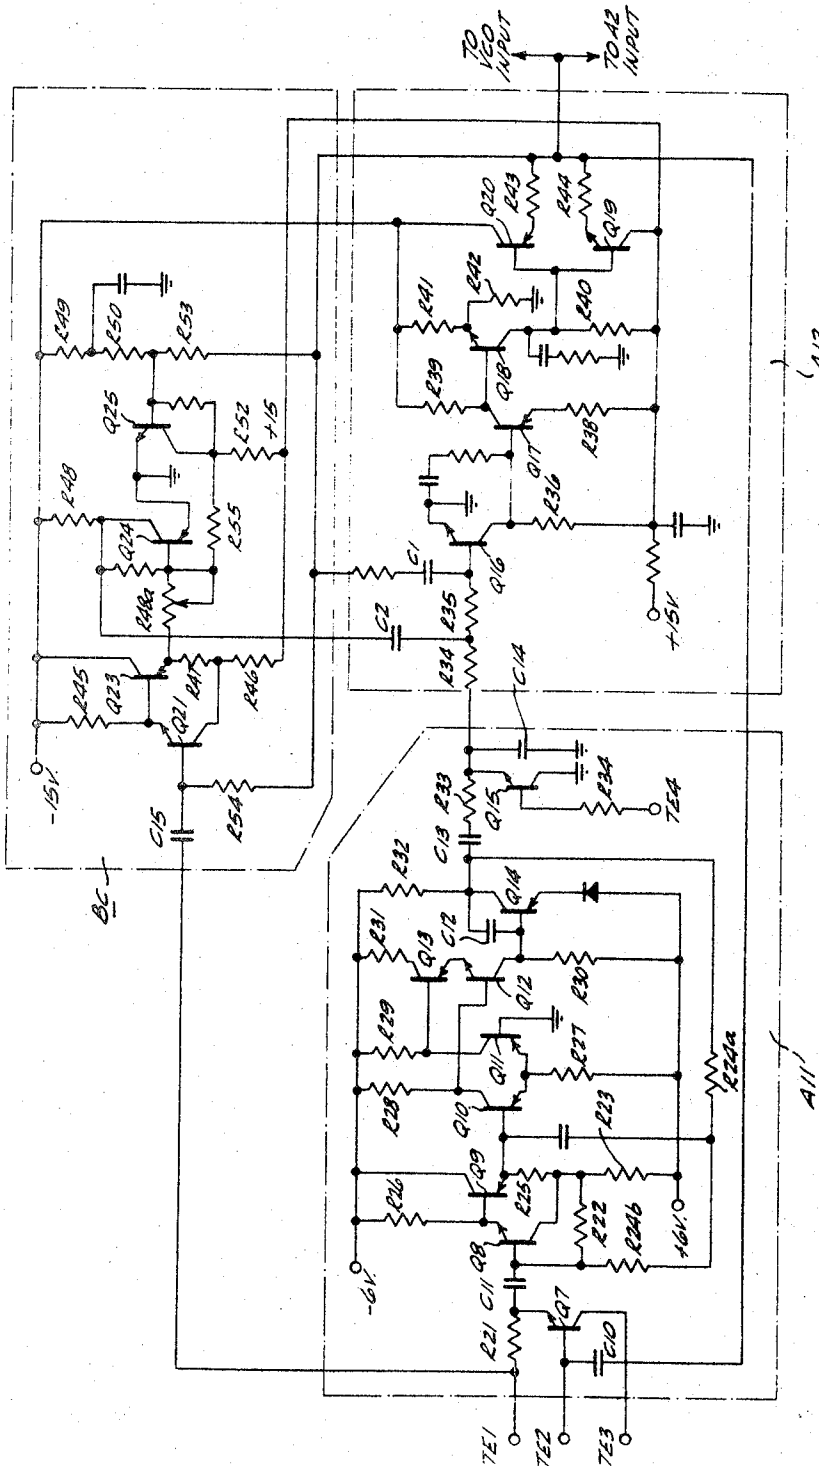 TO
VCO
INPUT
TO A2
INPUT
R49
R50
R53
Q25
R52
+15
R48
Q24
R55
R48a
R45
Q23
R47
R46
Q21
-15V.
C15
R54
BC
Q20
R43
R44
Q19
R41
R42
R40
R39
Q18
Q17
R38
R36
Q16
+15V.
C1
C2
R35
R34
C14
R33
Q15
R34
TE4
C13
R32
Q14
C12
R31
Q13
Q12
R30
R29
Q11
R27
R28
Q10
R24a
R23
Q9
R25
R26
Q8
R22
R24b
+6V.
-6V.
C11
R21
Q7
C10
TE1
TE2
TE3
A11'